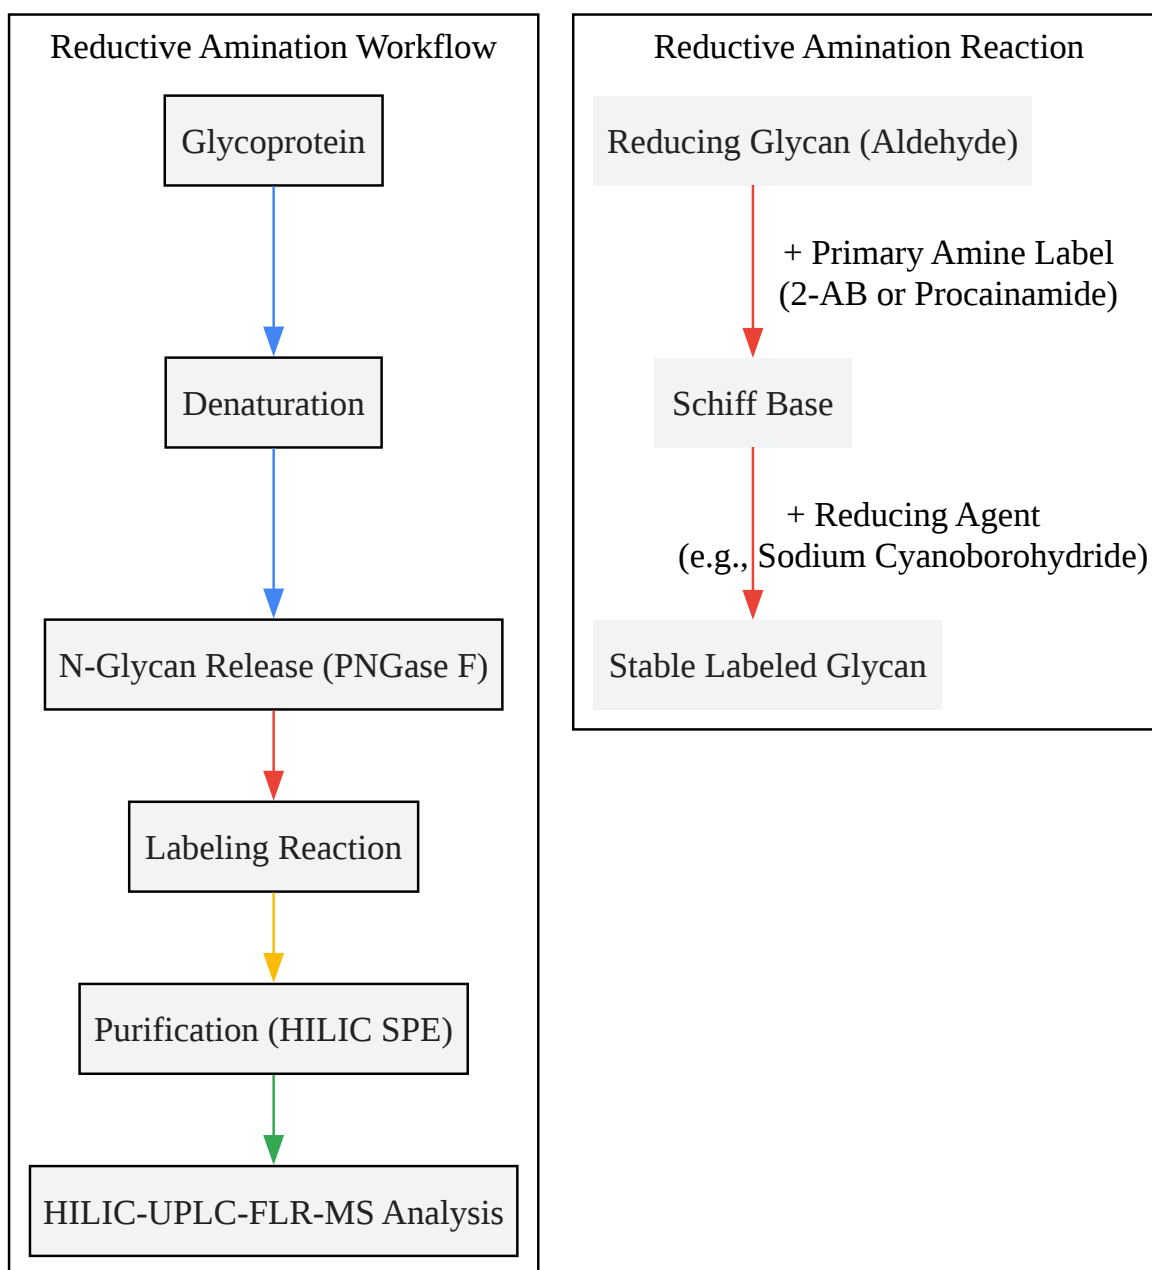 Reductive Amination Workflow
Glycoprotein
Denaturation
N-Glycan Release (PNGase F)
Labeling Reaction
Purification (HILIC SPE)
HILIC-UPLC-FLR-MS Analysis
Reductive Amination Reaction
Reducing Glycan (Aldehyde)
+ Primary Amine Label
(2-AB or Procainamide)
Schiff Base
+ Reducing Agent
(e.g., Sodium Cyanoborohydride)
Stable Labeled Glycan